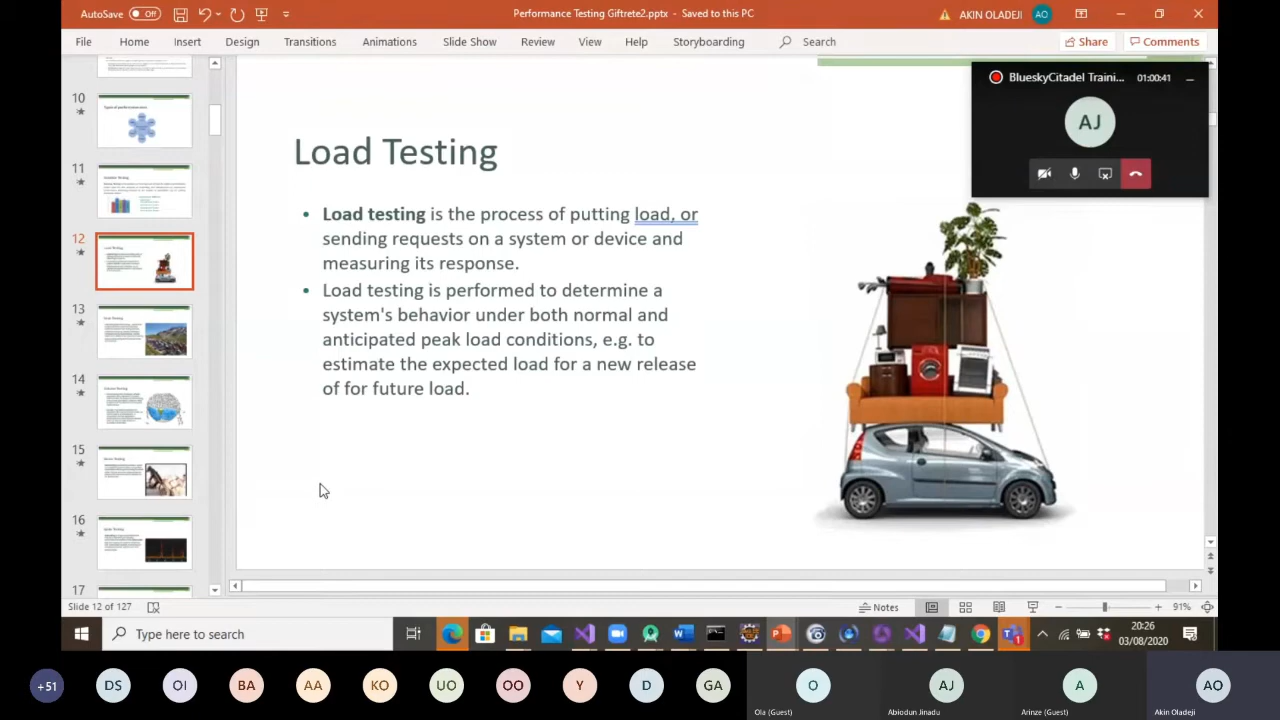 AutoSave Off
Performance Testing Giftrete2.pptx - Saved to this PC
AKIN OLADEJI AO
File Home Insert Design Transitions Animations Slide Show Review View Help Storyboarding Search Share Comments
BlueskyCitadel Traini... 01:00:41
AJ
10
11
12
13
14
15
16
17
Load Testing
• Load testing is the process of putting load, or
sending requests on a system or device and
measuring its response.
• Load testing is performed to determine a
system's behavior under both normal and
anticipated peak load conditions, e.g. to
estimate the expected load for a new release
of for future load.
Slide 12 of 127
Notes
91%
Type here to search
20:26
03/08/2020
+51 DS OI BA AA KO UO OO Y D GA O AJ A AO
Ola (Guest) Abiodun Jinadu Arinze (Guest) Akin Oladeji